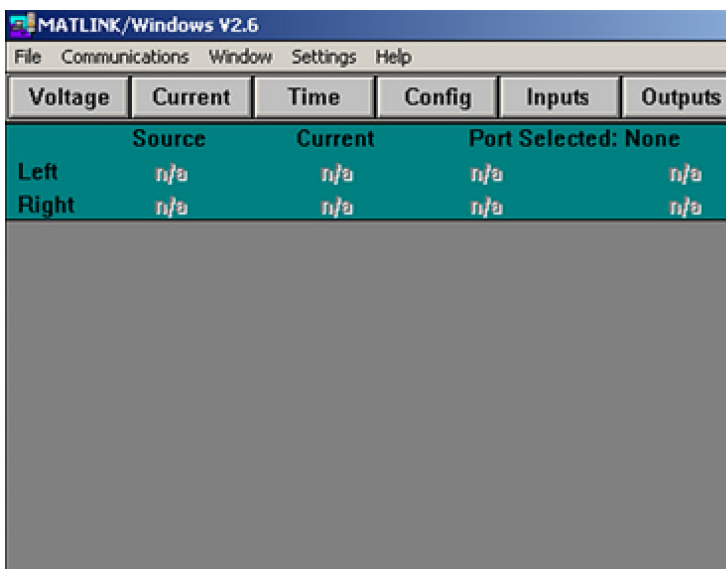 MATLINK/Windows V2.6
File Communications Window Settings Help
Voltage Current Time Config Inputs Outputs
Source Current Port Selected: None
Left n/a n/a n/a n/a
Right n/a n/a n/a n/a